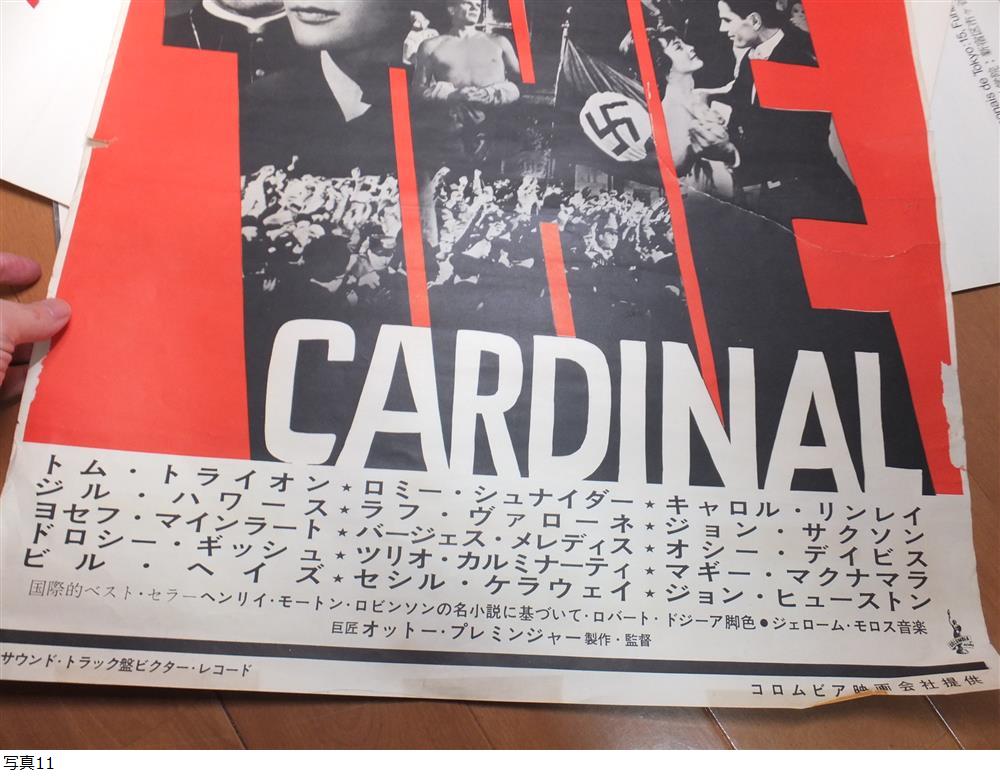 THE
CARDINAL
トム・トライオン★ロミー・シュナイダー★キャロル・リンレイ
ジル・ハワース★ラフ・ヴァローネ★ジョン・サクソン
ヨセフ・マインラート★バージェス・メレディス★オシー・デイビス
ドロシー・ギッシュ★ツリオ・カルミナーティ★マギー・マクナマラ
ビル・ヘイズ★セシル・ケラウェイ★ジョン・ヒューストン
国際的ベスト・セラーヘンリイ・モートン・ロビンソンの名小説に基づいて・ロバート・ドジーア脚色●ジェローム・モロス音楽
巨匠オットー・プレミンジャー製作・監督
サウンド・トラック盤ビクター・レコード
コロムビア映画会社提供
de Tokyo, 15,
写真11